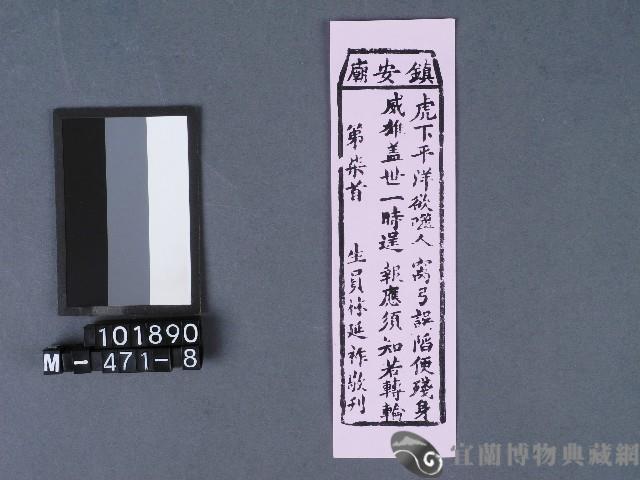 鎮安廟
虎下平洋欲噬人 窩弓誤陷便殘身
威雄盖世一時逞 報應須知若轉輪
第柒首 生員林延祚敬刊
101890
M-471-8
宜蘭博物典藏網